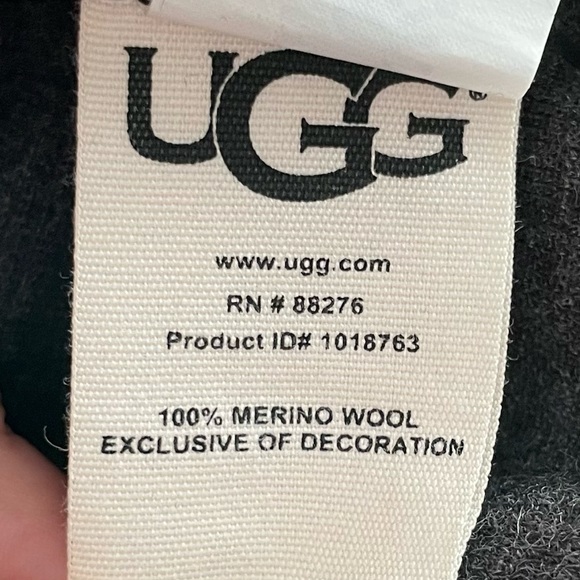 UGG®
www.ugg.com
RN # 88276
Product ID# 1018763
100% MERINO WOOL
EXCLUSIVE OF DECORATION